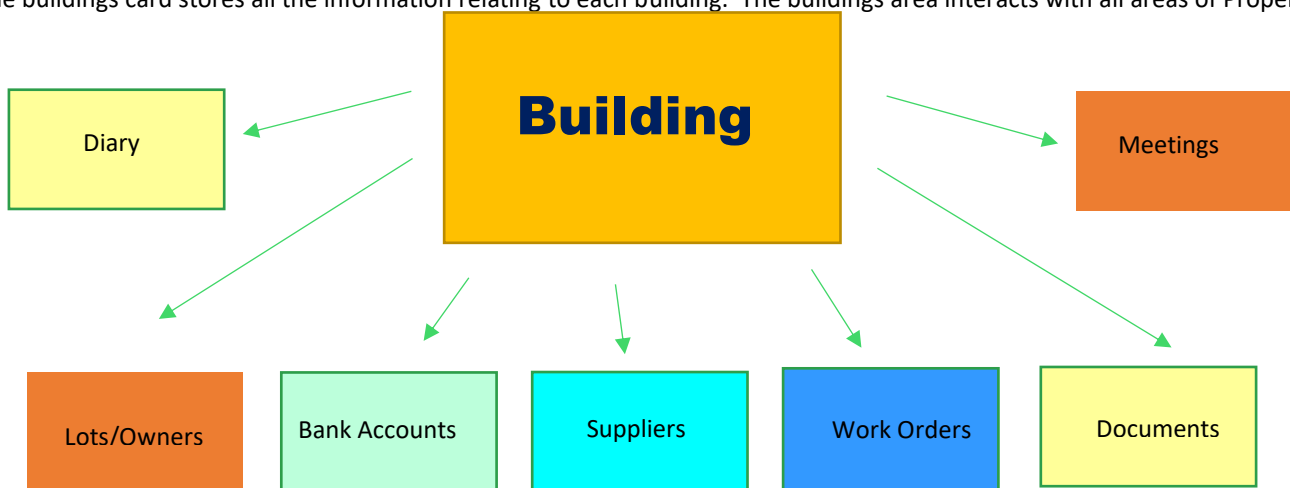 buildings card stores all the information relating to each building. The buildings area interacts with all areas of
Building
Diary
Meetings
Lots/Owners
Bank Accounts
Suppliers
Work Orders
Documents